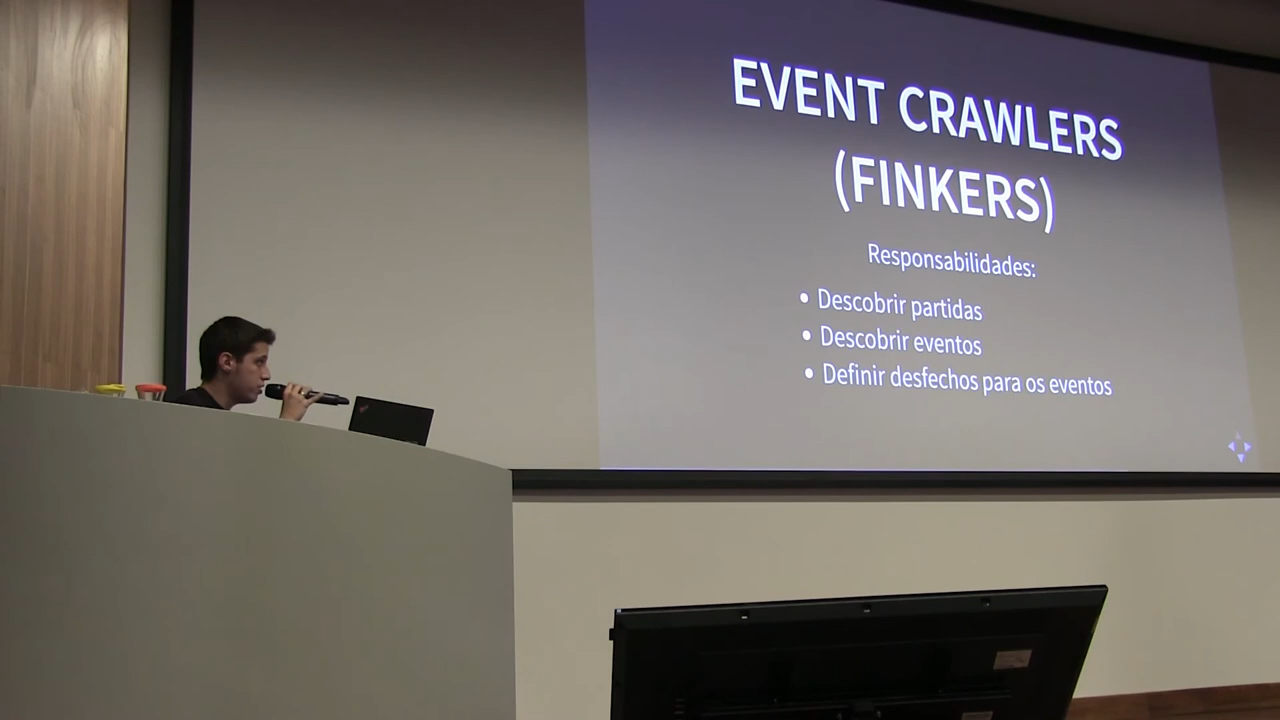 EVENT CRAWLERS
(FINKERS)
Responsabilidades:
• Descobrir partidas
• Descobrir eventos
• Definir desfechos para os eventos